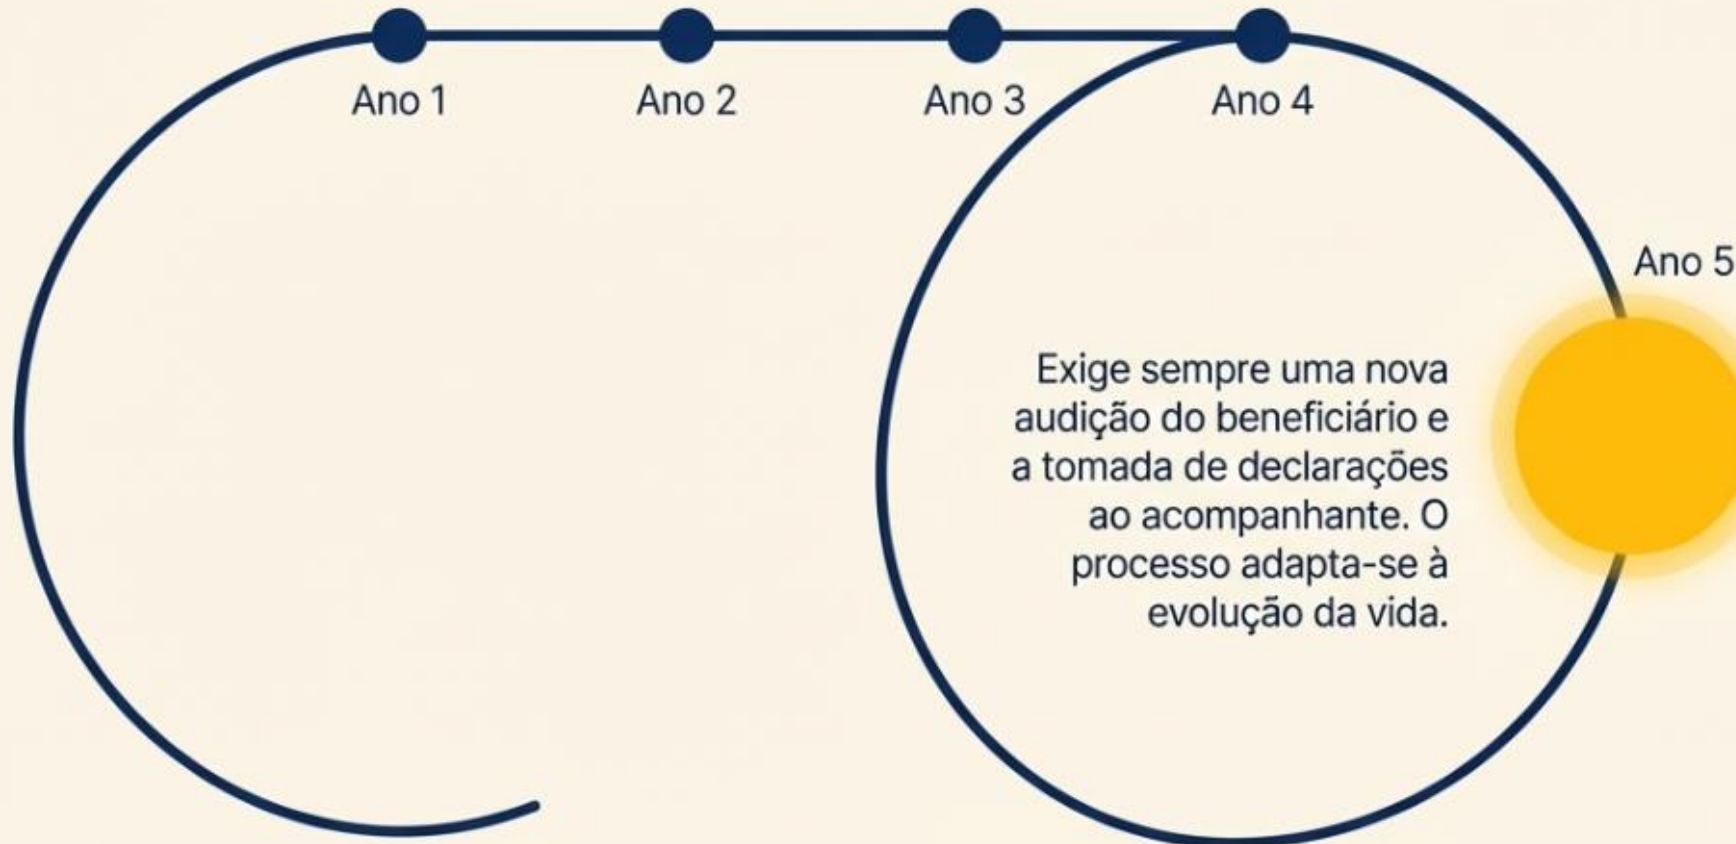 Ano 1
Ano 2
Ano 3
Ano 4
Ano 5
Exige sempre uma nova
audição do beneficiário e
a tomada de declarações
ao acompanhante. O
processo adapta-se à
evolução da vida.